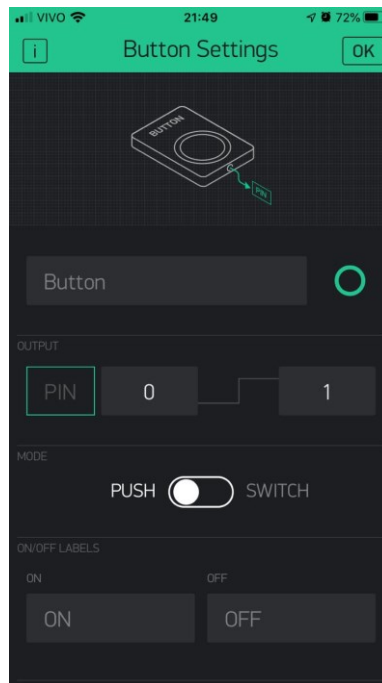 VIVO 21:49 72%
i Button Settings OK
BUTTON
PIN
Button
OUTPUT
PIN 0 1
MODE
PUSH SWITCH
ON/OFF LABELS
ON OFF
ON OFF